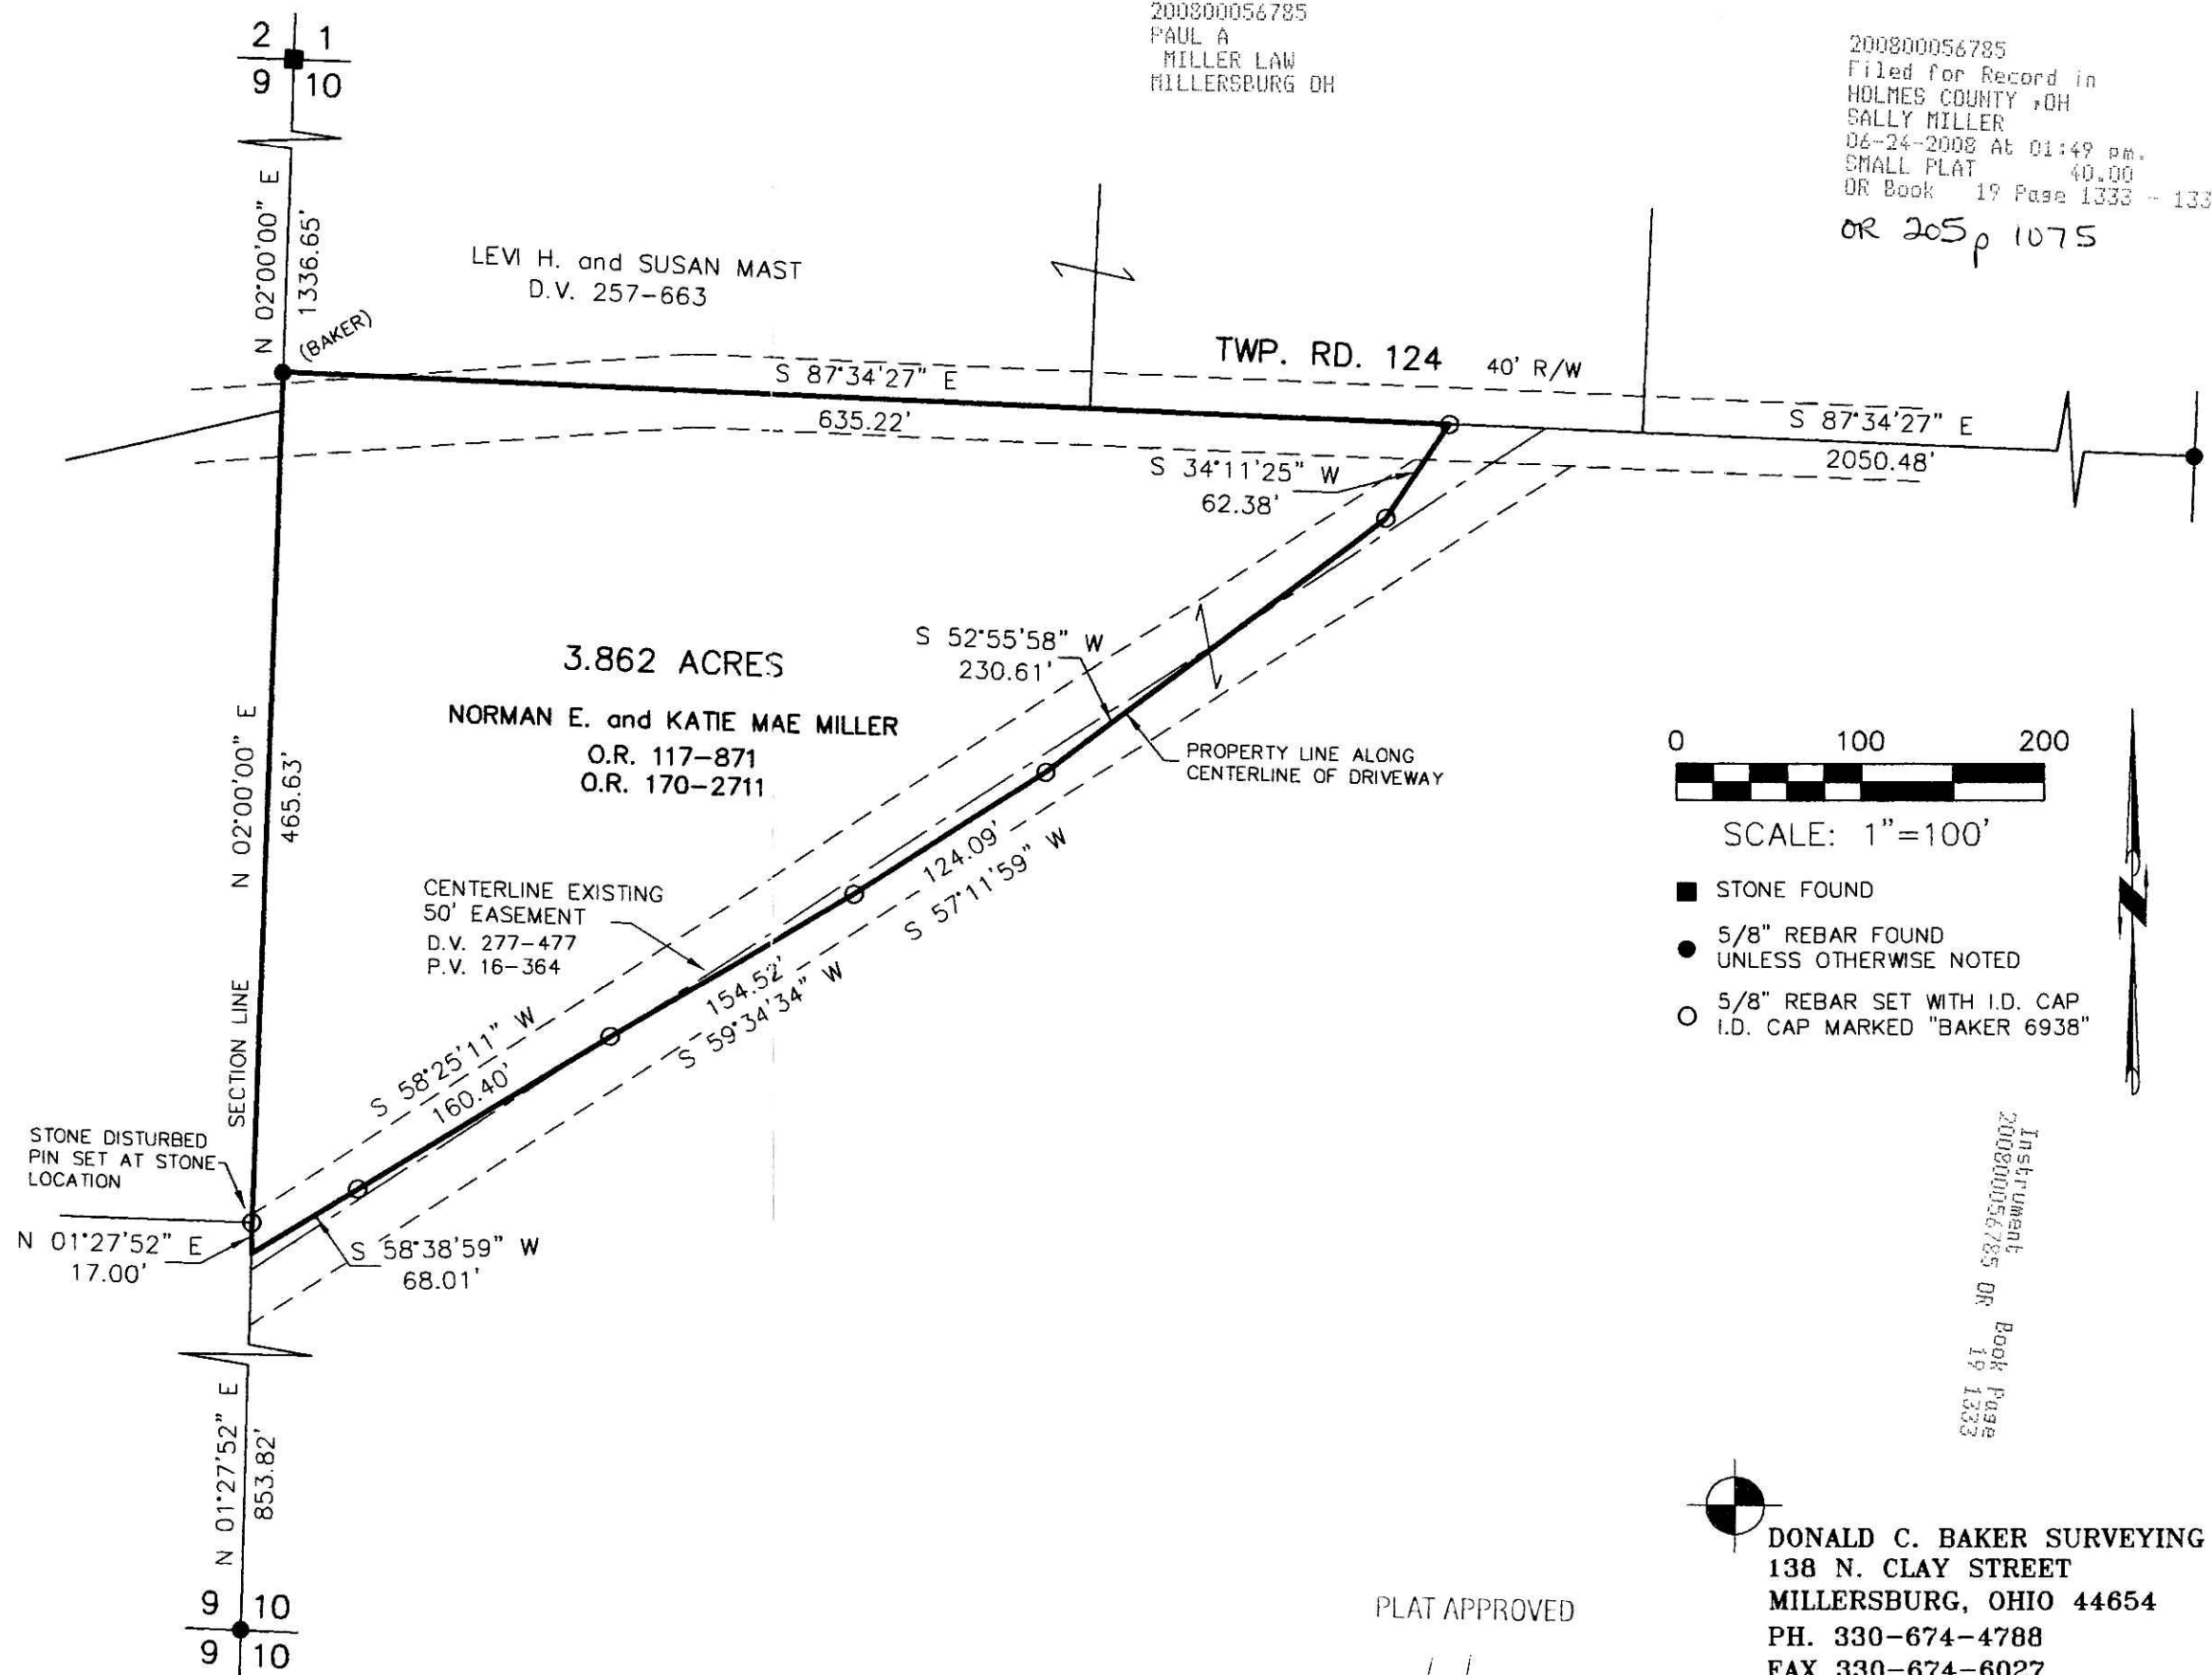 200800056785
PAUL A
MILLER LAW
MILLERSBURG OH
200800056785
Filed for Record in
HOLMES COUNTY ,OH
SALLY MILLER
06-24-2008 At 01:49 pm.
SMALL PLAT 40.00
OR Book 19 Page 1333 - 133
OR 205 p 1075
2 1
9 10
N 02°00'00" E
1336.65'
(BAKER)
LEVI H. and SUSAN MAST
D.V. 257-663
TWP. RD. 124 40' R/W
S 87°34'27" E
635.22'
S 87°34'27" E
2050.48'
S 34°11'25" W
62.38'
S 52°55'58" W
230.61'
3.862 ACRES
NORMAN E. and KATIE MAE MILLER
O.R. 117-871
O.R. 170-2711
PROPERTY LINE ALONG
CENTERLINE OF DRIVEWAY
N 02°00'00" E
465.63'
SECTION LINE
124.09'
S 57°11'59" W
CENTERLINE EXISTING
50' EASEMENT
D.V. 277-477
P.V. 16-364
154.52'
S 59°34'34" W
S 58°25'11" W
160.40'
STONE DISTURBED
PIN SET AT STONE
LOCATION
N 01°27'52" E
17.00'
S 58°38'59" W
68.01'
N 01°27'52" E
853.82'
9 10
9 10
0 100 200
SCALE: 1"=100'
STONE FOUND
5/8" REBAR FOUND
UNLESS OTHERWISE NOTED
5/8" REBAR SET WITH I.D. CAP
I.D. CAP MARKED "BAKER 6938"
Instrument Book Page
200800056785 OR 19 1333
PLAT APPROVED
DONALD C. BAKER SURVEYING
138 N. CLAY STREET
MILLERSBURG, OHIO 44654
PH. 330-674-4788
FAX 330-674-6027